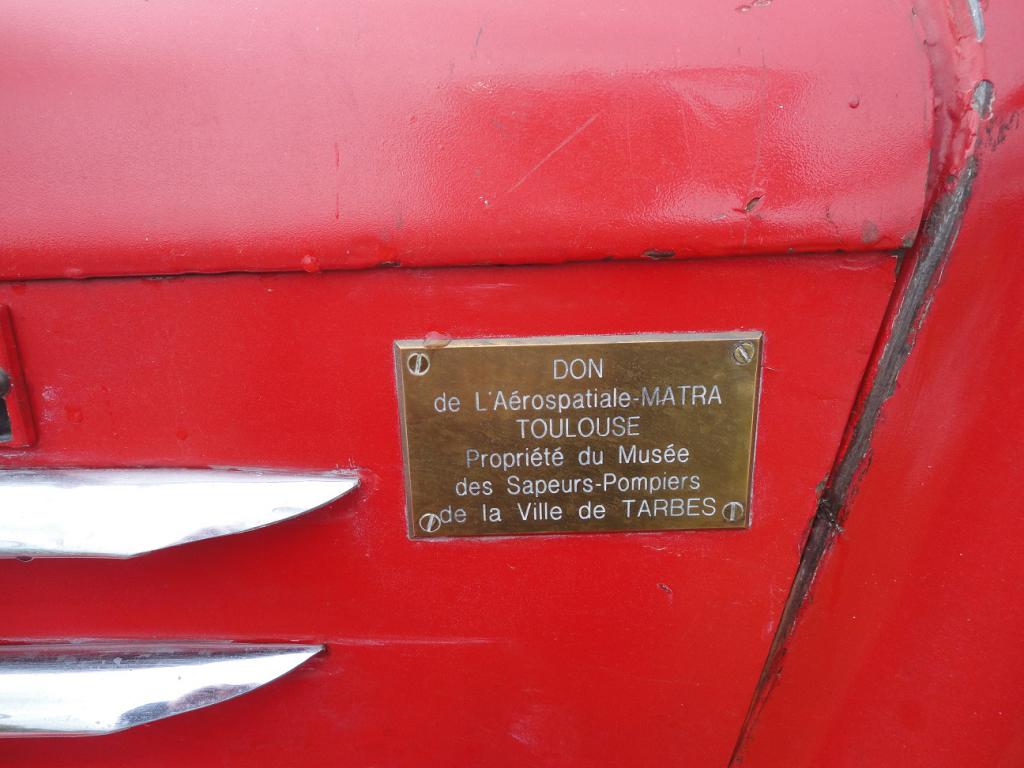 DON
de L'Aérospatiale-MATRA
TOULOUSE
Propriété du Musée
des Sapeurs-Pompiers
de la Ville de TARBES